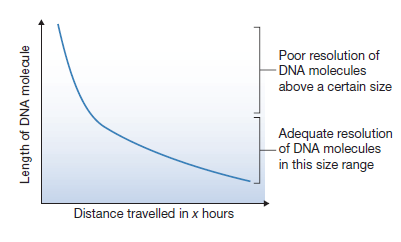 Length of DNA molecule
Poor resolution of
DNA molecules
above a certain size
Adequate resolution
of DNA molecules
in this size range
Distance travelled in x hours